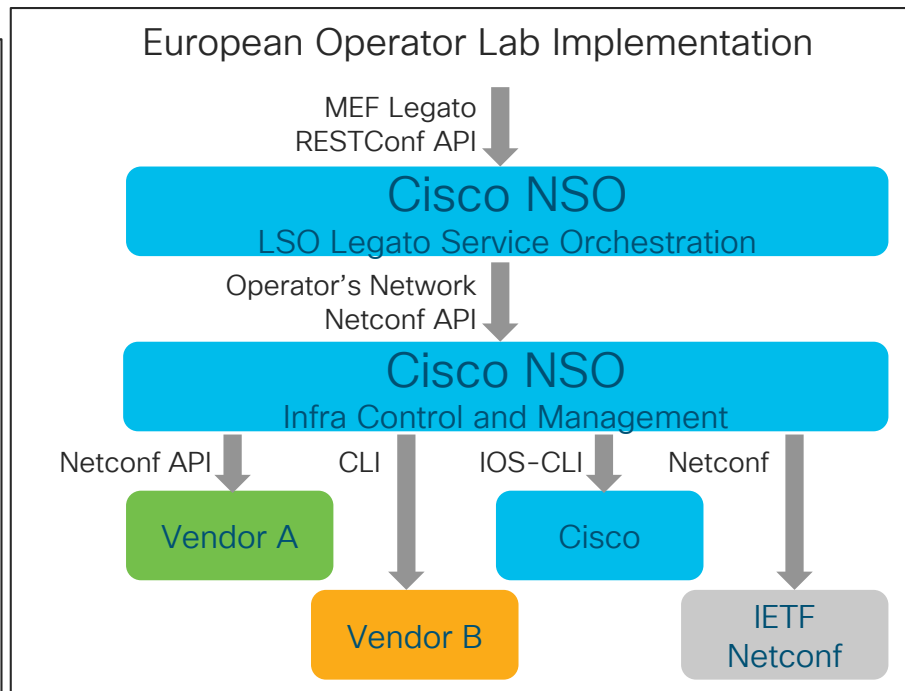 European Operator Lab Implementation
MEF Legato
RESTConf API
Cisco NSO
LSO Legato Service Orchestration
Operator's Network
Netconf API
Cisco NSO
Infra Control and Management
Netconf API
CLI
IOS-CLI
Netconf
Vendor A
Cisco
Vendor B
IETF
Netconf